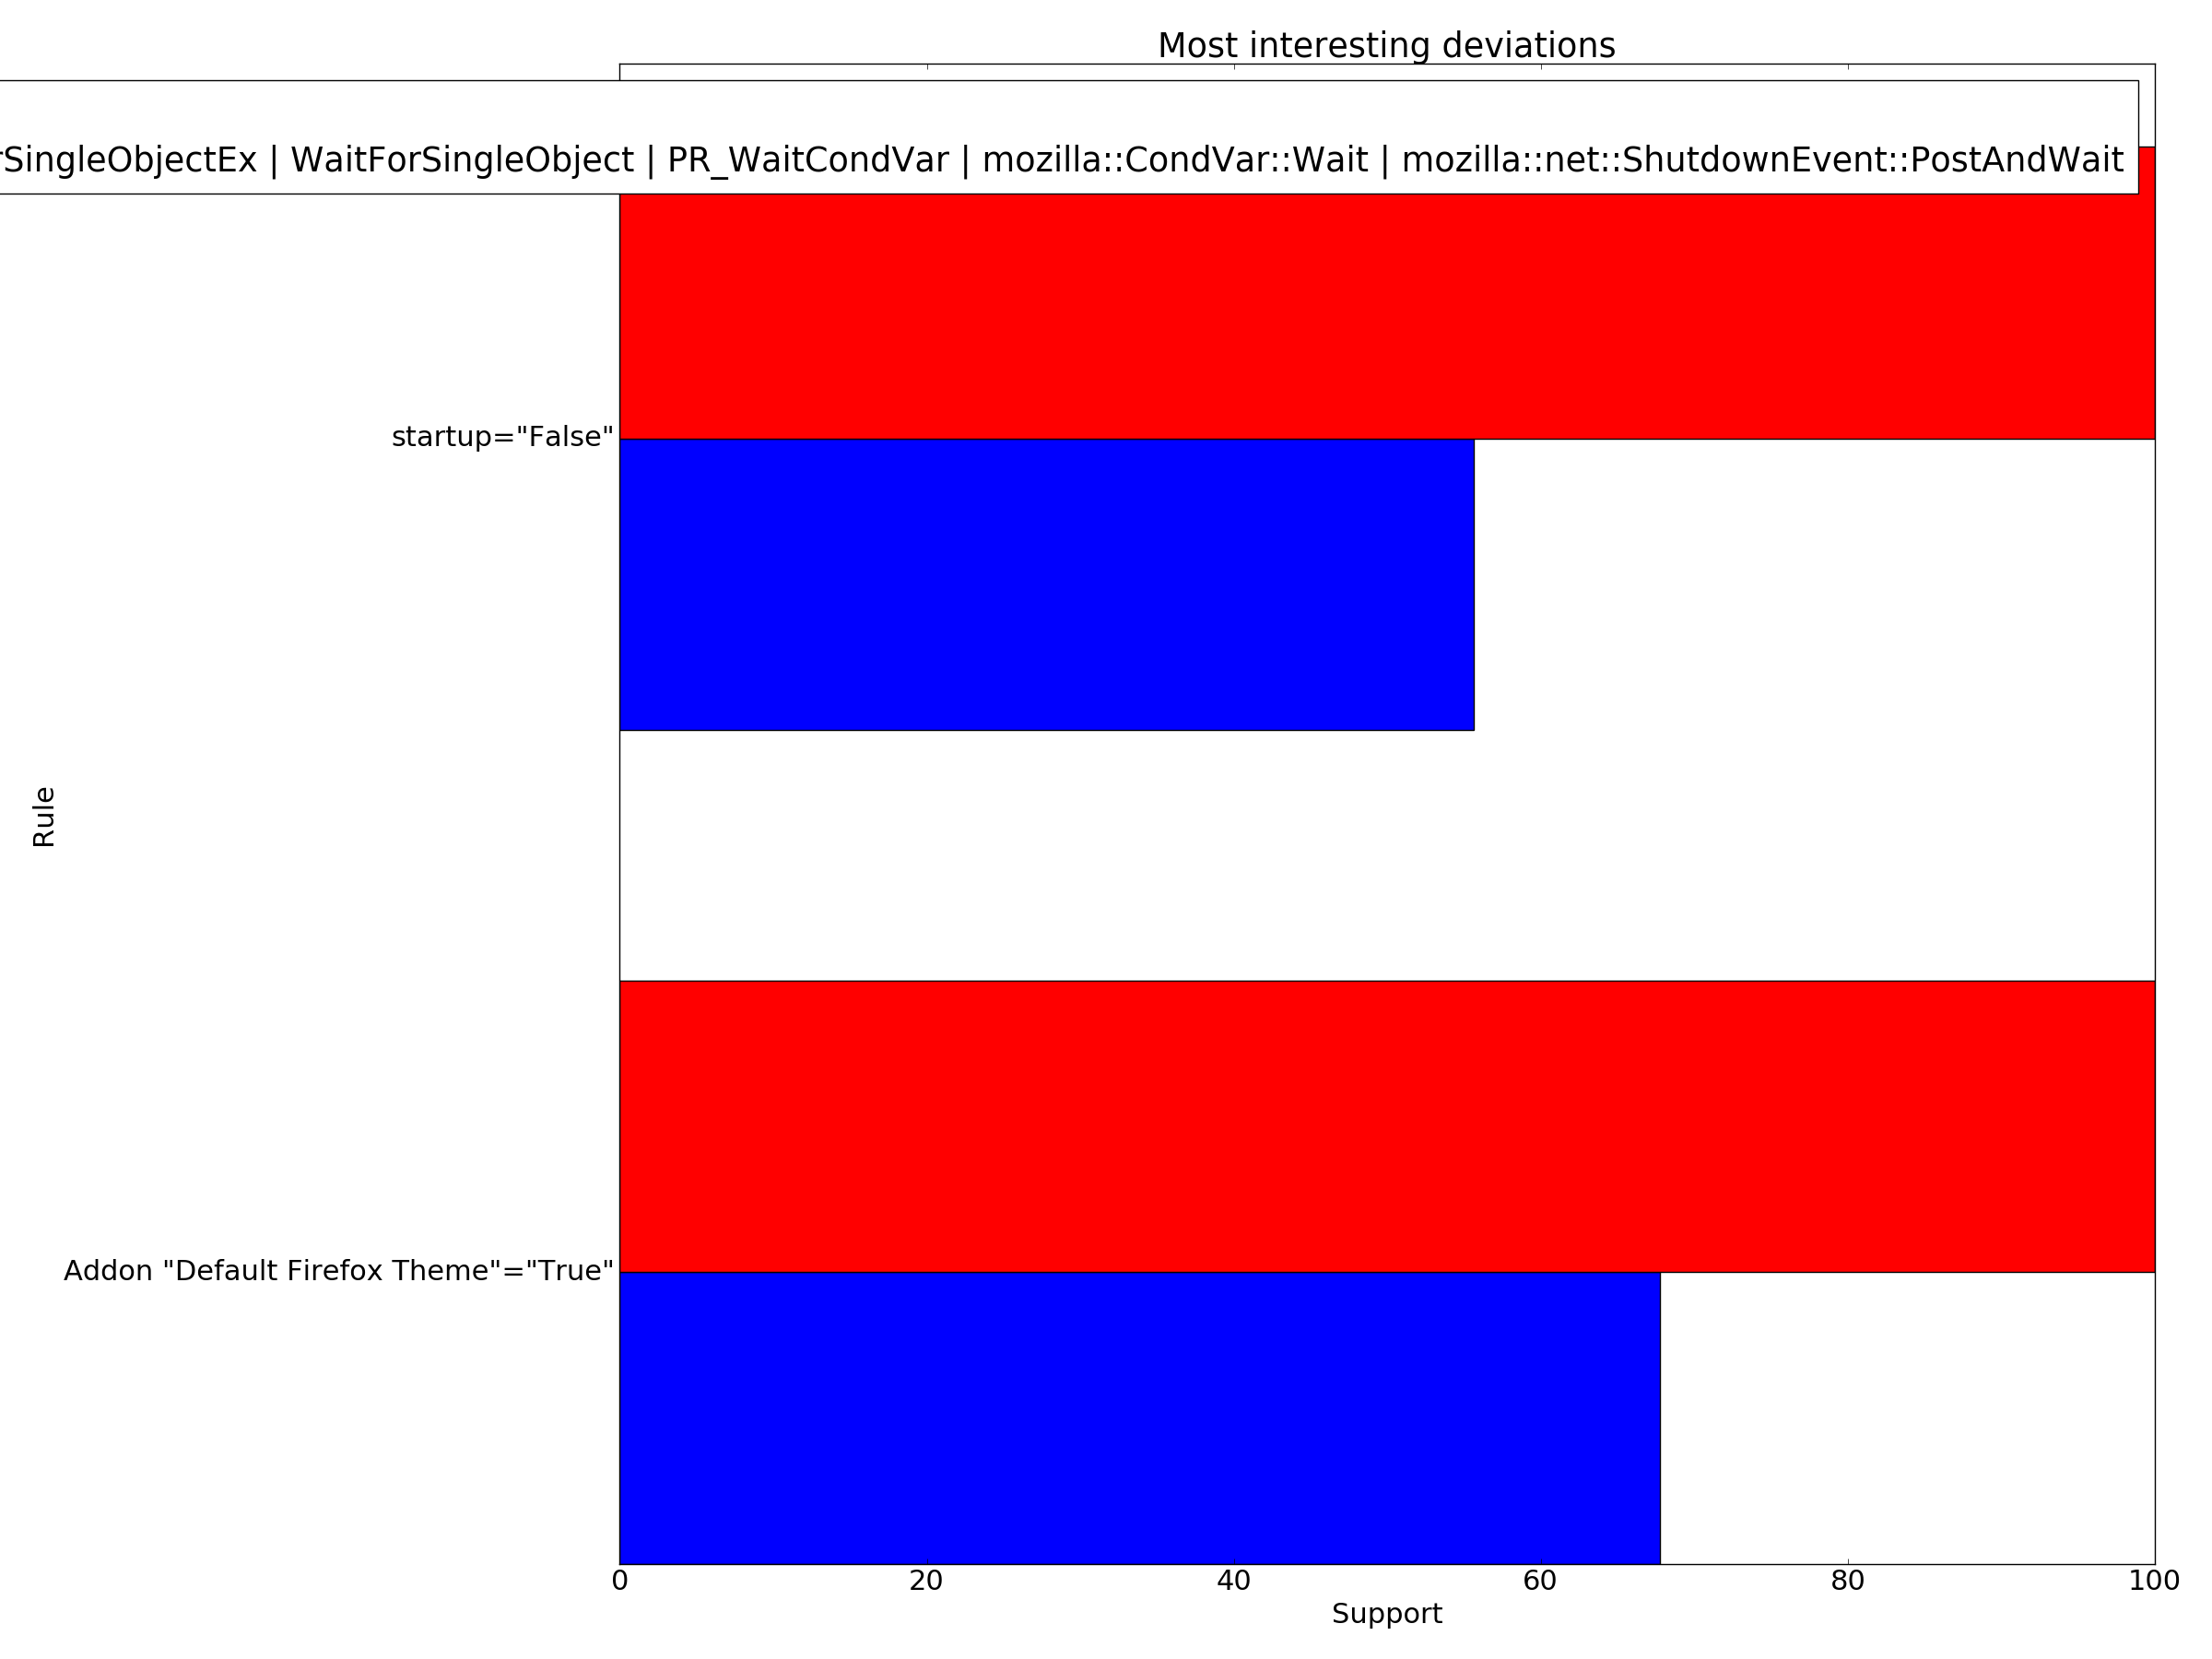 Most interesting deviations
SingleObjectEx | WaitForSingleObject | PR_WaitCondVar | mozilla::CondVar::Wait | mozilla::net::ShutdownEvent::PostAndWait
startup="False"
Rule
Addon "Default Firefox Theme"="True"
0 20 40 60 80 100
Support